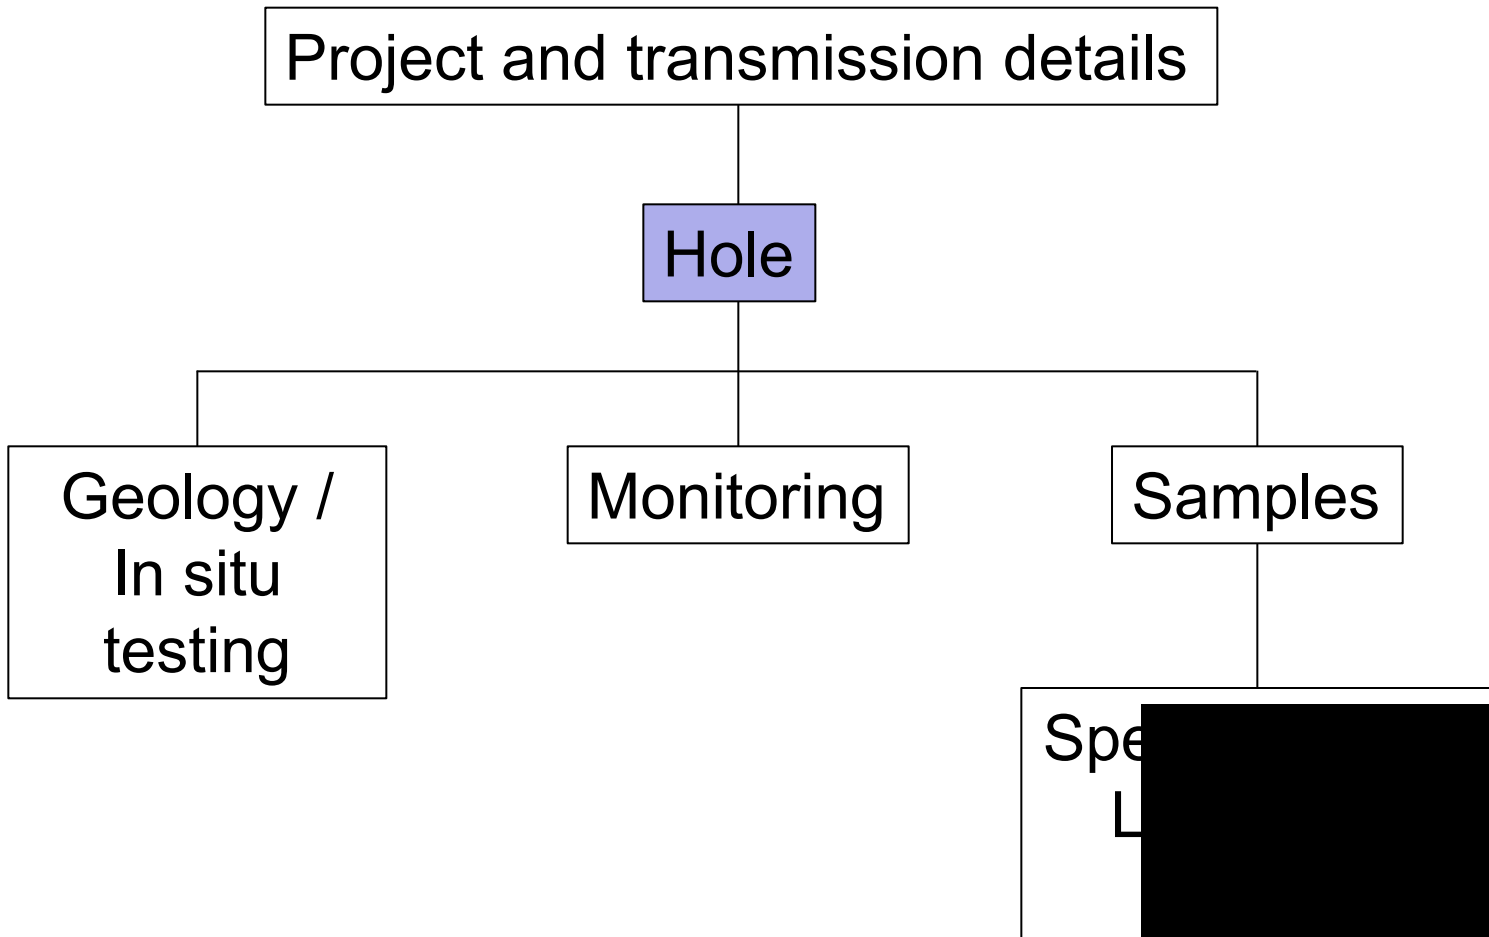 Project and transmission details
Hole
Geology /
In situ
testing
Monitoring
Samples